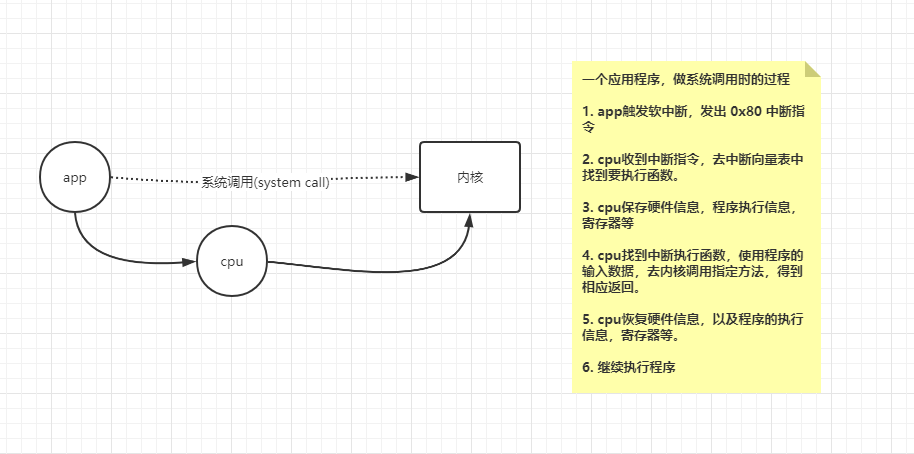 app
系统调用(system call)
内核
cpu
一个应用程序，做系统调用时的过程
1. app触发软中断，发出 0x80 中断指
令
2. cpu收到中断指令，去中断向量表中
找到要执行函数。
3. cpu保存硬件信息，程序执行信息，
寄存器等
4. cpu找到中断执行函数，使用程序的
输入数据，去内核调用指定方法，得到
相应返回。
5. cpu恢复硬件信息，以及程序的执行
信息，寄存器等。
6. 继续执行程序